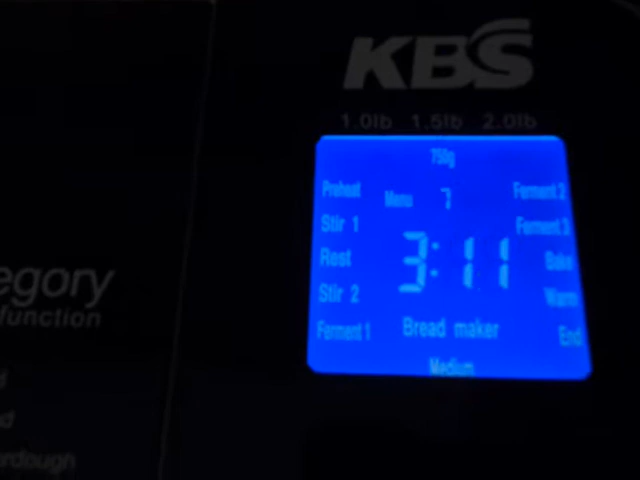 KBS
1.0lb 1.5lb 2.0lb
750g
Preheat
Menu 7
Ferment 2
Stir 1
Ferment 3
Rest
3:11
Bake
Stir 2
Warm
Ferment 1
Bread maker
End
Medium
egory
function